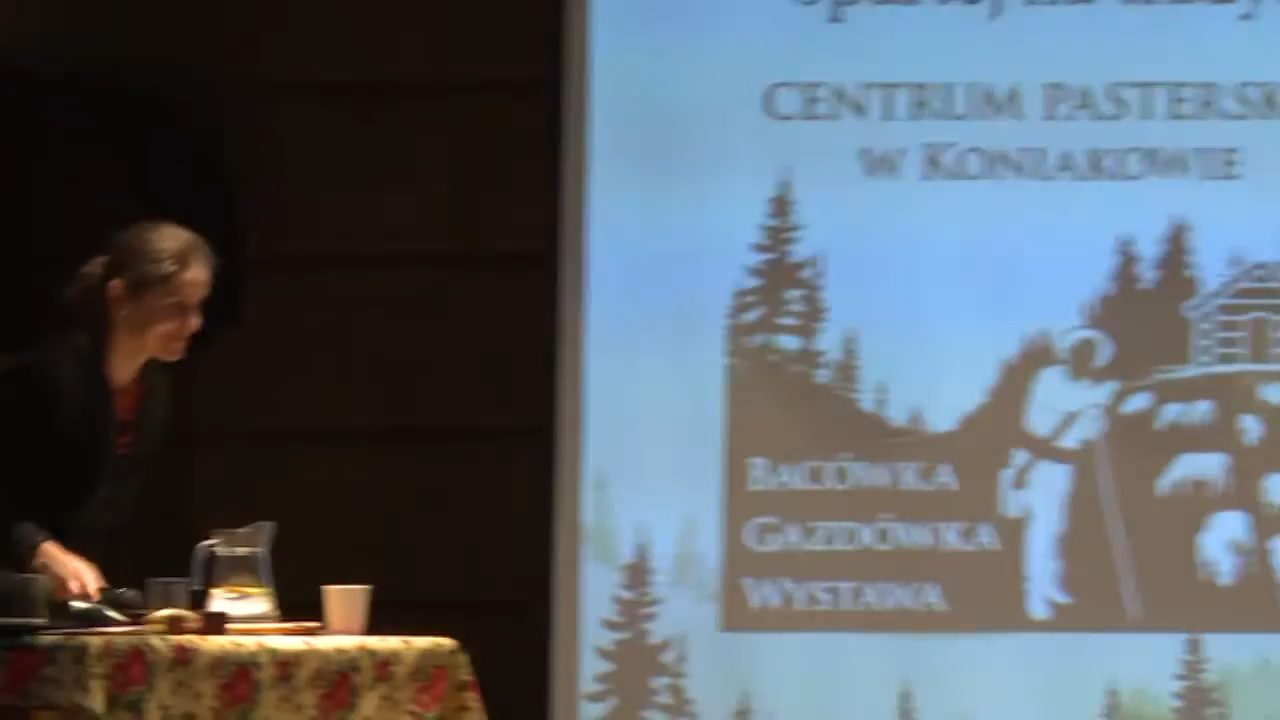 CENTRUM PASTERSK
W KONIAKOWIE
BACÓWKA
GAZDÓWKA
WYSTAWA